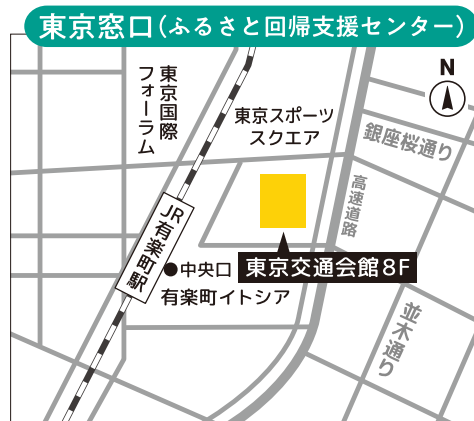 東京窓口(ふるさと回帰支援センター)
東京国際
フォーラム
東京スポーツ
スクエア
N
銀座桜通り
高速道路
JR有楽町駅
●中央口
東京交通会館8F
有楽町イトシア
並木通り